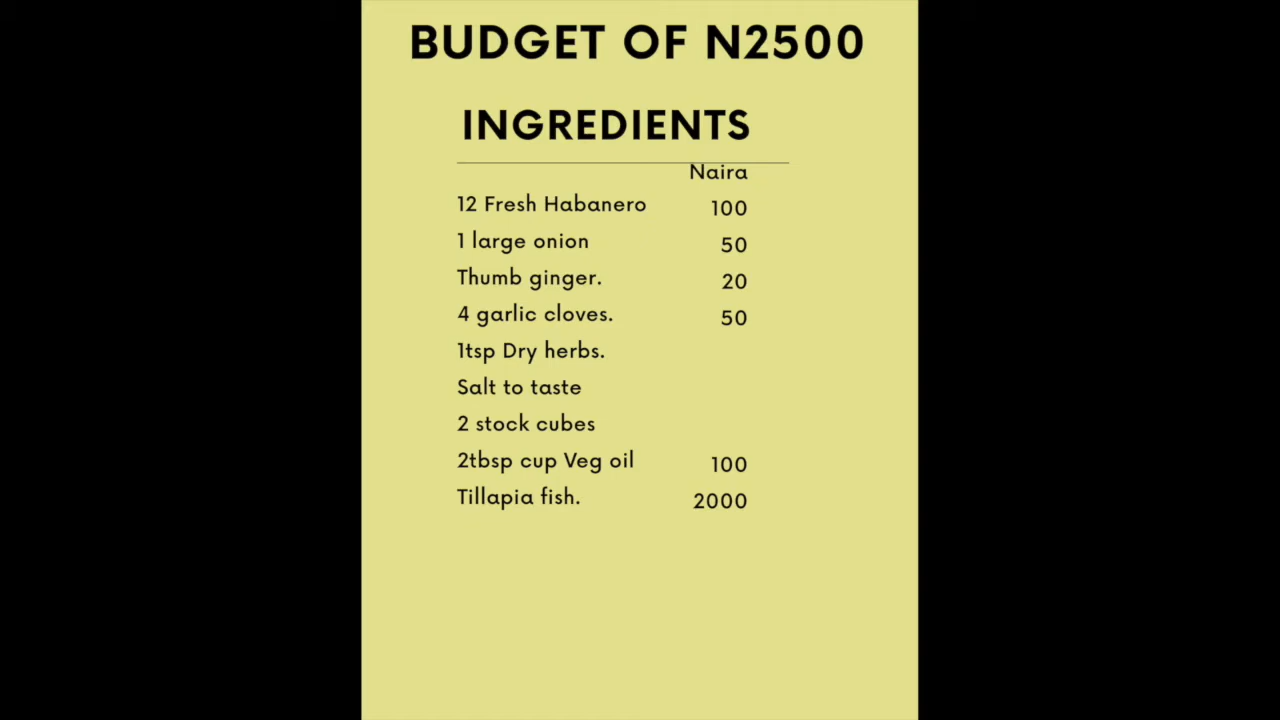 BUDGET OF N2500
INGREDIENTS
Naira
12 Fresh Habanero 100
1 large onion 50
Thumb ginger. 20
4 garlic cloves. 50
1tsp Dry herbs.
Salt to taste
2 stock cubes
2tbsp cup Veg oil 100
Tillapia fish. 2000